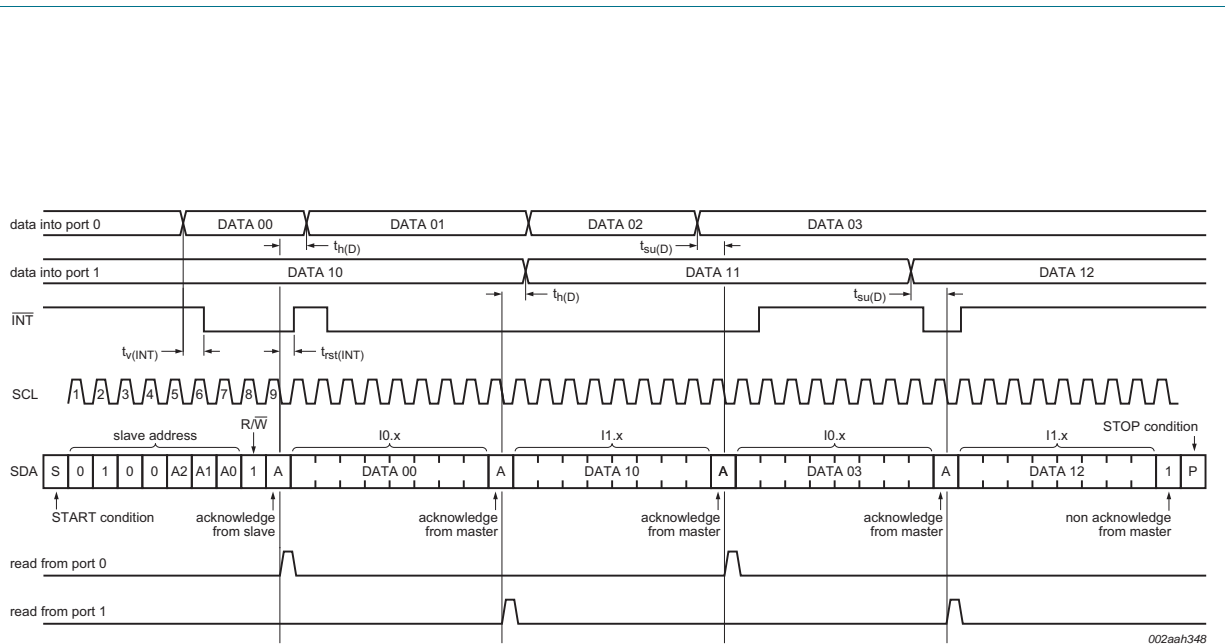 data into port 0 DATA 00 DATA 01 DATA 02 DATA 03
th(D) tsu(D)
data into port 1 DATA 10 DATA 11 DATA 12
th(D) tsu(D)
INT
tv(INT) trst(INT)
SCL 1 2 3 4 5 6 7 8 9
R/W STOP condition
slave address I0.x I1.x I0.x I1.x
SDA S 0 1 0 0 A2 A1 A0 1 A DATA 00 A DATA 10 A DATA 03 A DATA 12 1 P
START condition acknowledge acknowledge acknowledge acknowledge non acknowledge
from slave from master from master from master from master
read from port 0
read from port 1
002aah348